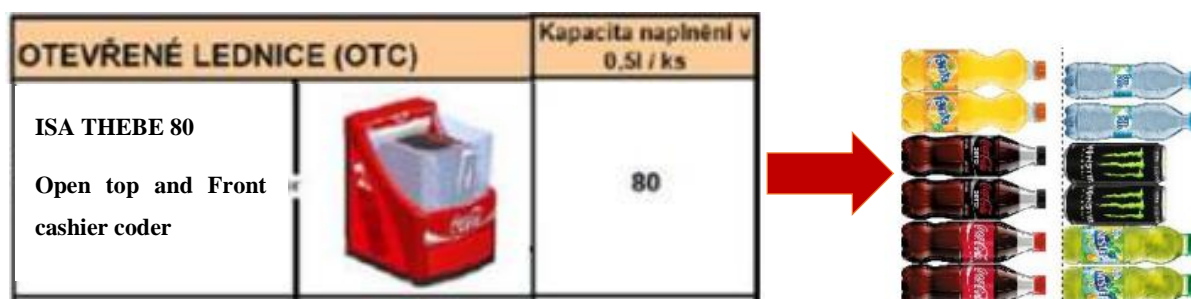 OTEVŘENÉ LEDNICE (OTC)
Kapacita naplnění v
0,5l / ks
ISA THEBE 80
Open top and Front
cashier coder
80